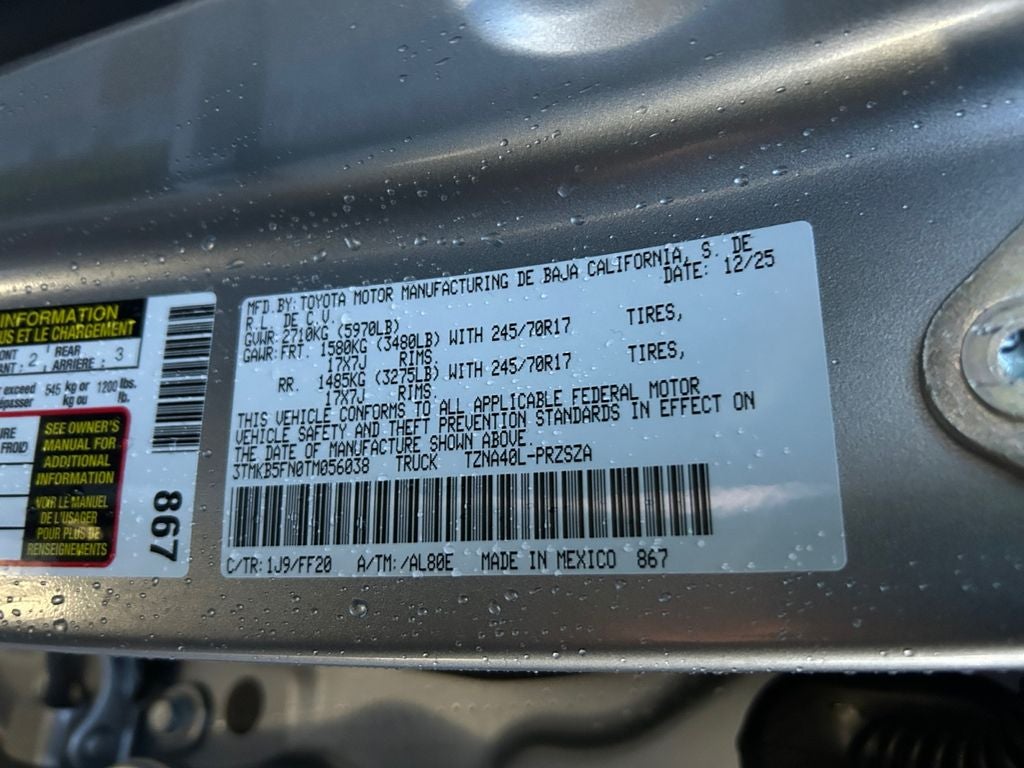 INFORMATION
US ET LE CHARGEMENT
ONT 2 REAR 3
NT: ARRIÈRE :
r exceed 545 kg or 1200 lbs.
épasser kg ou lb.
URE
FROID
SEE OWNER'S
MANUAL FOR
ADDITIONAL
INFORMATION
VOIR LE MANUEL
DE L'USAGER
POUR PLUS DE
RENSEIGNEMENTS
867
MFD.BY:TOYOTA MOTOR MANUFACTURING DE BAJA CALIFORNIA, S. DE
R.L. DE C.V. DATE: 12/25
GVWR:2710KG (5970LB)
GAWR:FRT. 1580KG (3480LB) WITH 245/70R17 TIRES,
17X7J RIMS.
RR. 1485KG (3275LB) WITH 245/70R17 TIRES,
17X7J RIMS.
THIS VEHICLE CONFORMS TO ALL APPLICABLE FEDERAL MOTOR
VEHICLE SAFETY AND THEFT PREVENTION STANDARDS IN EFFECT ON
THE DATE OF MANUFACTURE SHOWN ABOVE.
3TMKB5FN0TM056038 TRUCK TZNA40L-PRZSZA
C/TR:1J9/FF20 A/TM:/AL80E MADE IN MEXICO 867